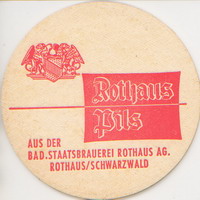 Rothaus
Pils
AUS DER
BAD. STAATSBRAUEREI ROTHAUS AG.
ROTHAUS/SCHWARZWALD